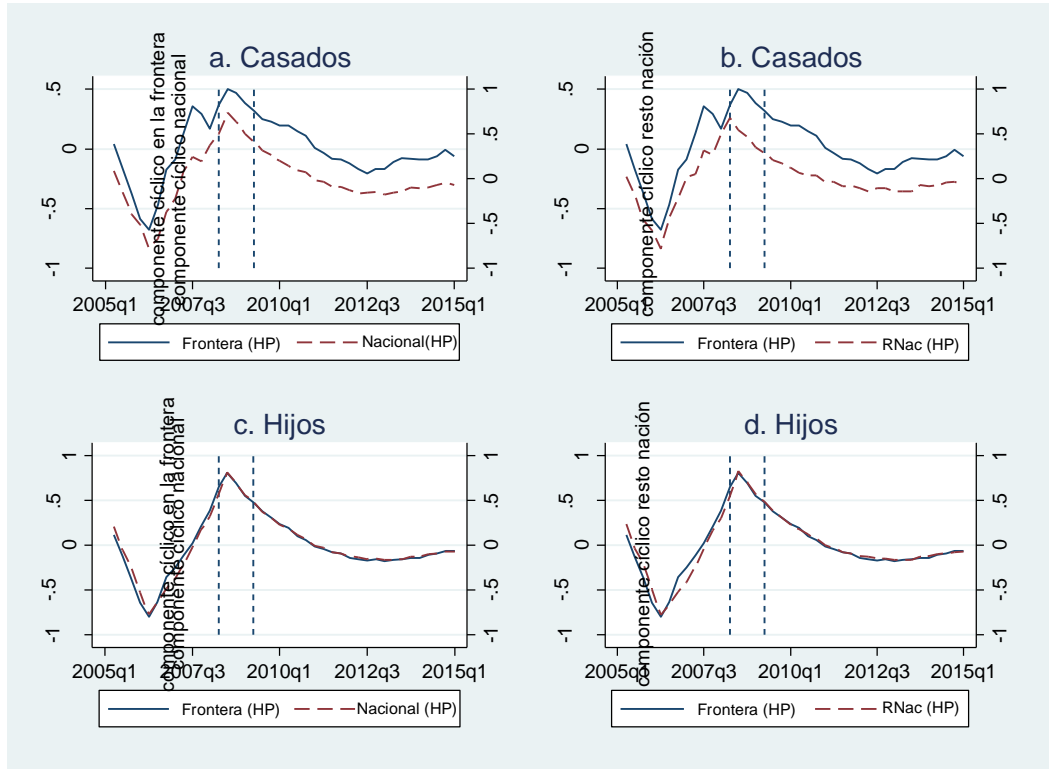 a. Casados
componente cíclico en la frontera
componente cíclico nacional
.5
0
-.5
-1
1
.5
0
-.5
-1
2005q1
2007q3
2010q1
2012q3
2015q1
Frontera (HP)
Nacional(HP)
b. Casados
componente cíclico resto nación
.5
0
-.5
-1
1
.5
0
-.5
-1
2005q1
2007q3
2010q1
2012q3
2015q1
Frontera (HP)
RNac (HP)
c. Hijos
componente cíclico en la frontera
componente cíclico nacional
1
.5
0
-.5
-1
1
.5
0
-.5
-1
2005q1
2007q3
2010q1
2012q3
2015q1
Frontera (HP)
Nacional (HP)
d. Hijos
componente cíclico resto nación
1
.5
0
-.5
-1
1
.5
0
-.5
-1
2005q1
2007q3
2010q1
2012q3
2015q1
Frontera (HP)
RNac (HP)